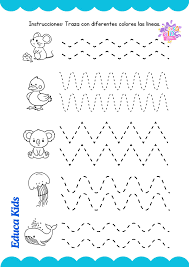 Instrucciones: Traza con diferentes colores las líneas.
Educa Kids